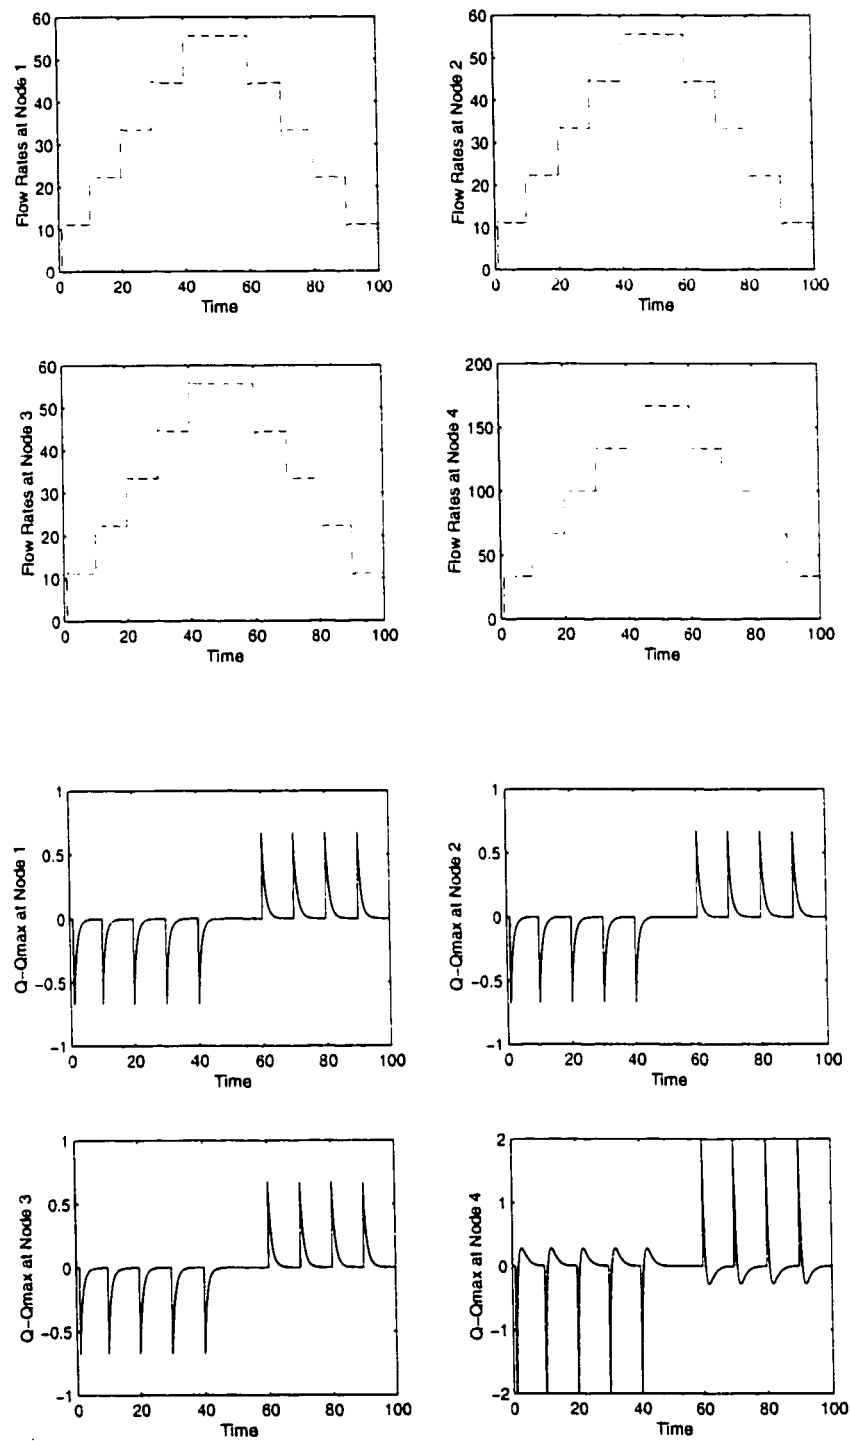 Flow Rates at Node 1
60
50
40
30
20
10
0
0 20 40 60 80 100
Time
Flow Rates at Node 2
60
50
40
30
20
10
0
0 20 40 60 80 100
Time
Flow Rates at Node 3
60
50
40
30
20
10
0
0 20 40 60 80 100
Time
Flow Rates at Node 4
200
150
100
50
0
0 20 40 60 80 100
Time
Q-Qmax at Node 1
1
0.5
0
-0.5
-1
0 20 40 60 80 100
Time
Q-Qmax at Node 2
1
0.5
0
-0.5
-1
0 20 40 60 80 100
Time
Q-Qmax at Node 3
1
0.5
0
-0.5
-1
0 20 40 60 80 100
Time
Q-Qmax at Node 4
2
1
0
-1
-2
0 20 40 60 80 100
Time